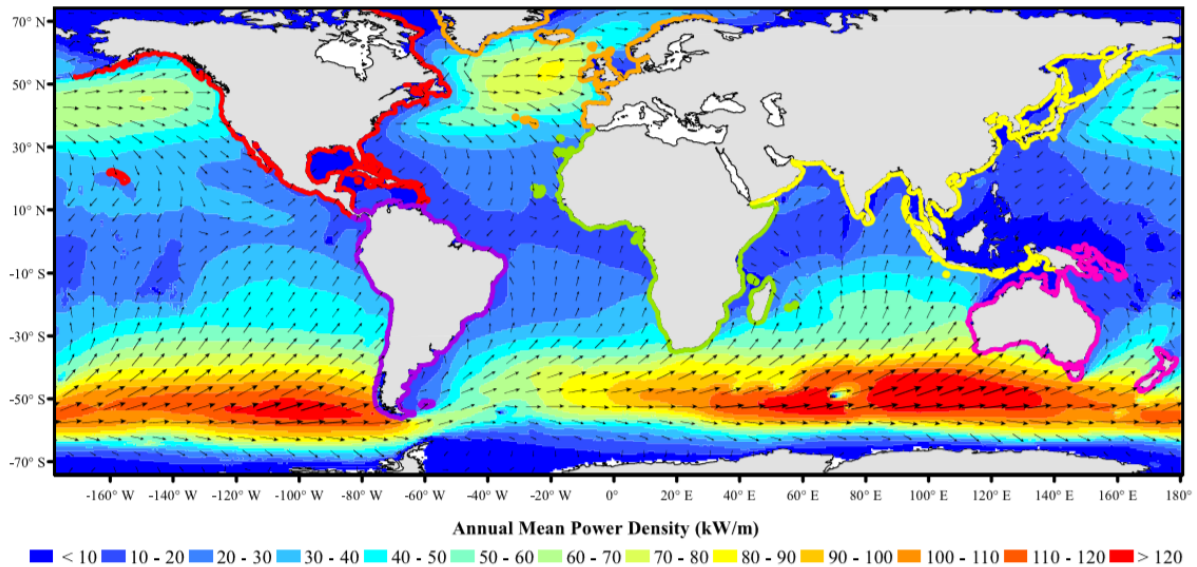 70° N
50° N
30° N
10° N
-10° S
-30° S
-50° S
-70° S
-160° W -140° W -120° W -100° W -80° W -60° W -40° W -20° W 0° 20° E 40° E 60° E 80° E 100° E 120° E 140° E 160° E 180°
Annual Mean Power Density (kW/m)
< 10 10 - 20 20 - 30 30 - 40 40 - 50 50 - 60 60 - 70 70 - 80 80 - 90 90 - 100 100 - 110 110 - 120 > 120